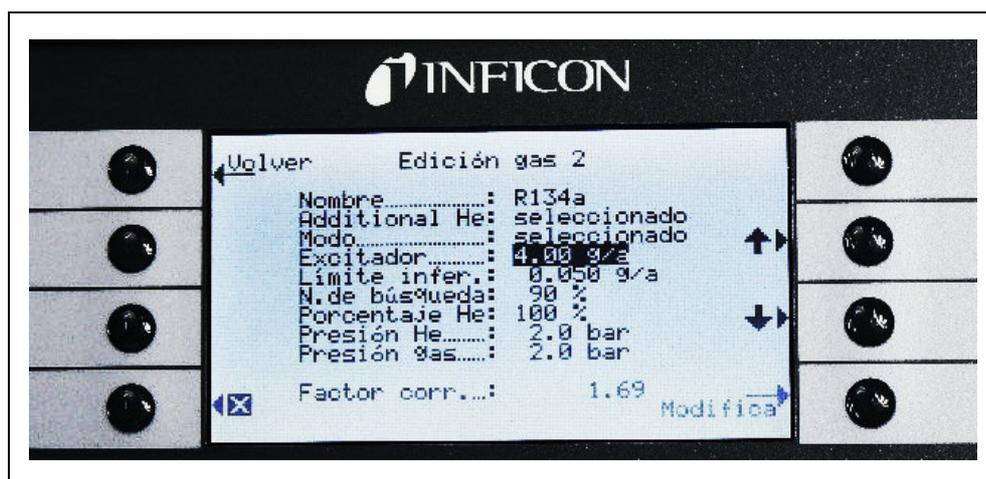 INFICON
Volver Edición gas 2
Nombre................: R134a
Additional He: seleccionado
Modo....................: seleccionado
Excitador..........: 4.00 g/a
Límite infer.: 0.050 g/a
N.de búsqueda: 90 %
Porcentaje He: 100 %
Presión He........: 2.0 bar
Presión gas.....: 2.0 bar
Factor corr....: 1.69
Modifica